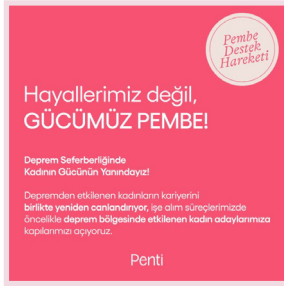 Pembe
Destek
Hareketi
Hayallerimiz değil,
GÜCÜMÜZ PEMBE!
Deprem Seferberliğinde
Kadının Gücünün Yanındayız!
Depremden etkilenen kadınların kariyerini
birlikte yeniden canlandırıyor, işe alım süreçlerimizde
öncelikle deprem bölgesinde etkilenen kadın adaylarımıza
kapılarımızı açıyoruz.
Penti